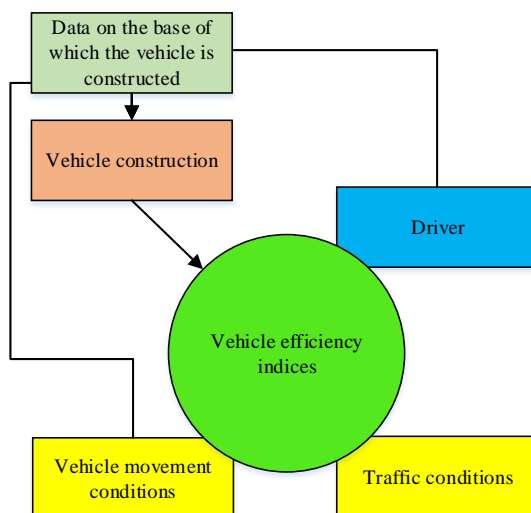 Data on the base of
which the vehicle is
constructed
Vehicle construction
Driver
Vehicle efficiency
indices
Vehicle movement
conditions
Traffic conditions